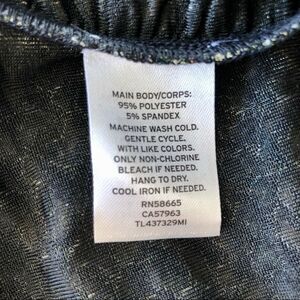 MAIN BODY/CORPS:
95% POLYESTER
5% SPANDEX
MACHINE WASH COLD.
GENTLE CYCLE.
WITH LIKE COLORS.
ONLY NON-CHLORINE
BLEACH IF NEEDED.
HANG TO DRY.
COOL IRON IF NEEDED.
RN58665
CA57963
TL437329MI